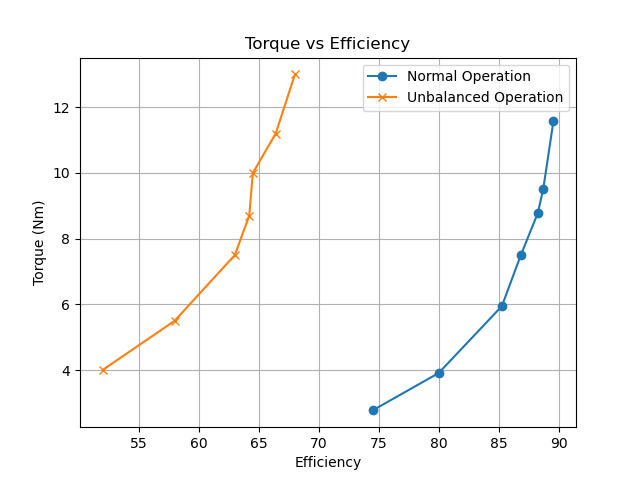 Torque vs Efficiency
Normal Operation
Unbalanced Operation
12
10
8
6
4
Torque (Nm)
55 60 65 70 75 80 85 90
Efficiency